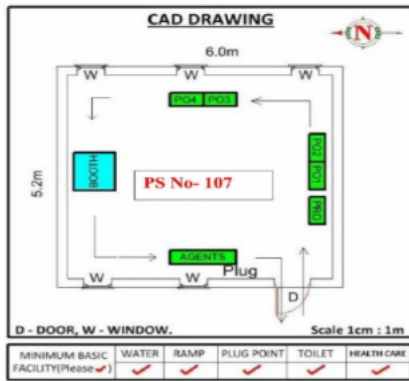 CAD DRAWING
N
6.0m
W W W
PO4 PO3
5.2m
BOOTH
PO2
PO1
PRO
PS No- 107
AGENTS
Plug
W W
D
D - DOOR, W - WINDOW. Scale 1cm : 1m
MINIMUM BASIC FACILITY(Please✓) WATER RAMP PLUG POINT TOILET HEALTH CARE
✓ ✓ ✓ ✓ ✓